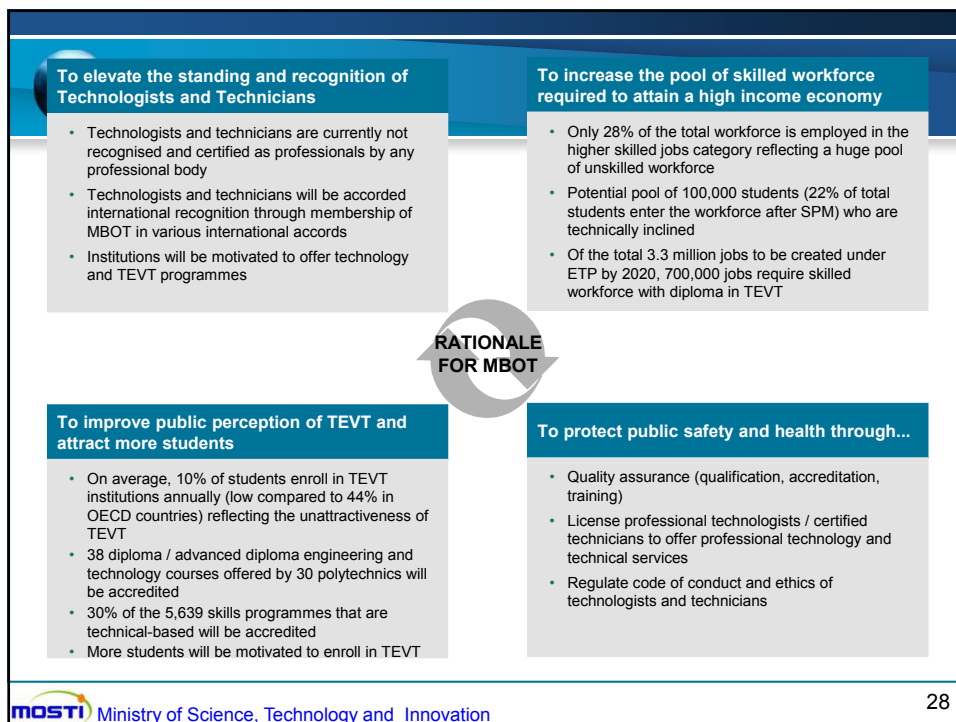 To elevate the standing and recognition of
Technologists and Technicians
• Technologists and technicians are currently not
recognised and certified as professionals by any
professional body
• Technologists and technicians will be accorded
international recognition through membership of
MBOT in various international accords
• Institutions will be motivated to offer technology
and TEVT programmes
To increase the pool of skilled workforce
required to attain a high income economy
• Only 28% of the total workforce is employed in the
higher skilled jobs category reflecting a huge pool
of unskilled workforce
• Potential pool of 100,000 students (22% of total
students enter the workforce after SPM) who are
technically inclined
• Of the total 3.3 million jobs to be created under
ETP by 2020, 700,000 jobs require skilled
workforce with diploma in TEVT
RATIONALE
FOR MBOT
To improve public perception of TEVT and
attract more students
• On average, 10% of students enroll in TEVT
institutions annually (low compared to 44% in
OECD countries) reflecting the unattractiveness of
TEVT
• 38 diploma / advanced diploma engineering and
technology courses offered by 30 polytechnics will
be accredited
• 30% of the 5,639 skills programmes that are
technical-based will be accredited
• More students will be motivated to enroll in TEVT
To protect public safety and health through...
• Quality assurance (qualification, accreditation,
training)
• License professional technologists / certified
technicians to offer professional technology and
technical services
• Regulate code of conduct and ethics of
technologists and technicians
MOSTI Ministry of Science, Technology and Innovation
28